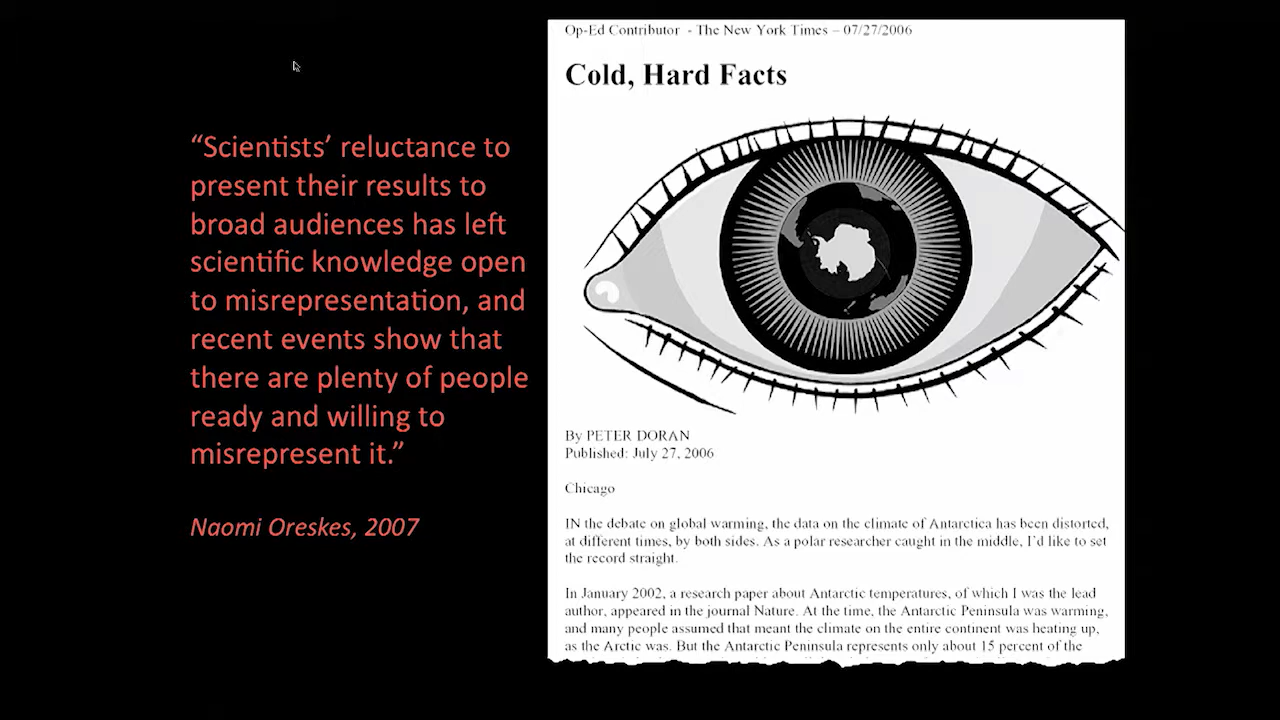 “Scientists’ reluctance to
present their results to
broad audiences has left
scientific knowledge open
to misrepresentation, and
recent events show that
there are plenty of people
ready and willing to
misrepresent it.”
Naomi Oreskes, 2007
Op-Ed Contributor - The New York Times – 07/27/2006
Cold, Hard Facts
By PETER DORAN
Published: July 27, 2006
Chicago
IN the debate on global warming, the data on the climate of Antarctica has been distorted,
at different times, by both sides. As a polar researcher caught in the middle, I’d like to set
the record straight.
In January 2002, a research paper about Antarctic temperatures, of which I was the lead
author, appeared in the journal Nature. At the time, the Antarctic Peninsula was warming,
and many people assumed that meant the climate on the entire continent was heating up,
as the Arctic was. But the Antarctic Peninsula represents only about 15 percent of the